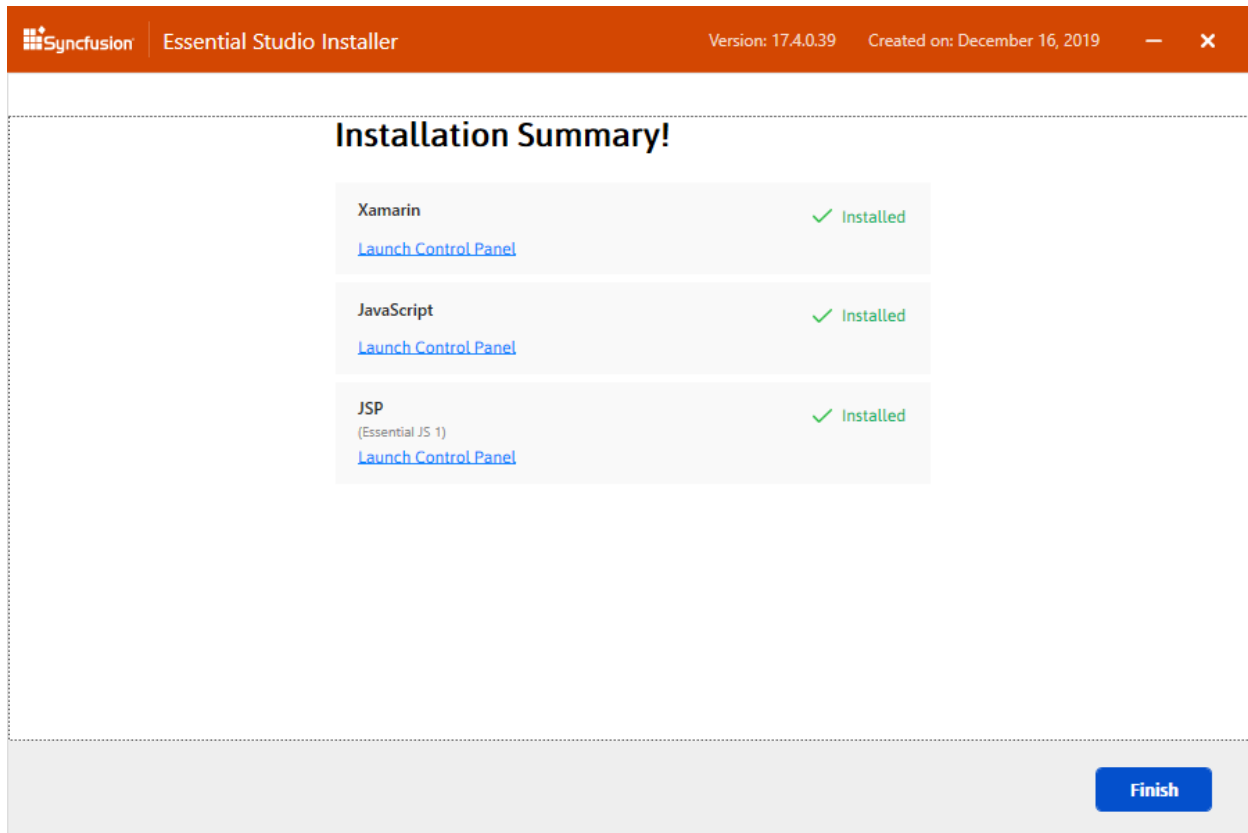 Syncfusion Essential Studio Installer Version: 17.4.0.39 Created on: December 16, 2019
Installation Summary!
Xamarin
Installed
Launch Control Panel
JavaScript
Installed
Launch Control Panel
JSP
Installed
(Essential JS 1)
Launch Control Panel
Finish